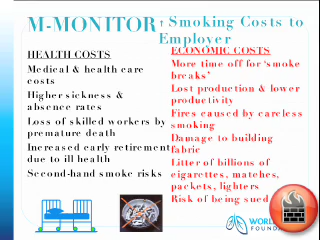 M-MONITOR
↑ Smoking Costs to
Employer
HEALTH COSTS
Medical & health care
costs
Higher sickness &
absence rates
Loss of skilled workers by
premature death
Increased early retirement
due to ill health
Second-hand smoke risks
ECONOMIC COSTS
More time off for 'smoke
breaks'
Lost production & lower
productivity
Fires caused by careless
smoking
Damage to building
fabric
Litter of billions of
cigarettes, matches,
packets, lighters
Risk of being sued
WORL
FOUN